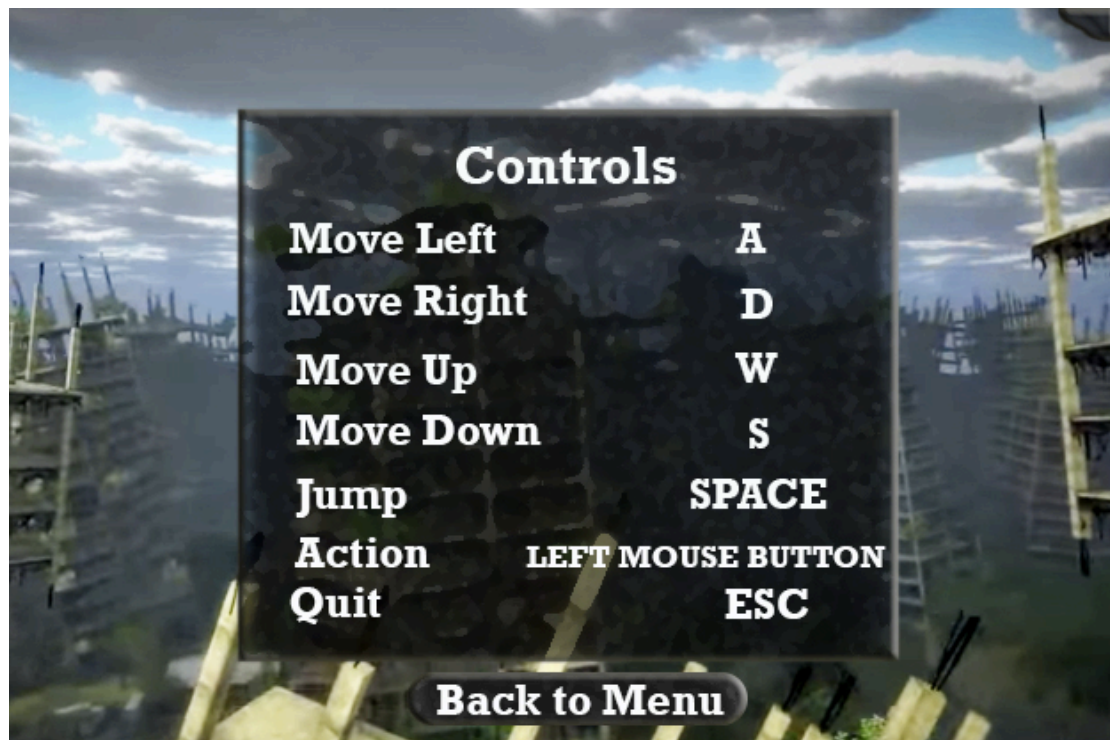 Controls
Move Left A
Move Right D
Move Up W
Move Down S
Jump SPACE
Action LEFT MOUSE BUTTON
Quit ESC
Back to Menu